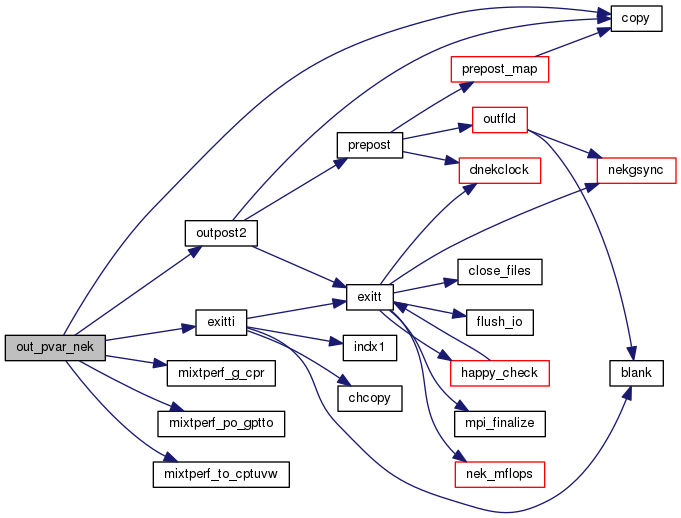 copy
prepost_map
outfld
prepost
dnekclock
nekgsync
outpost2
close_files
exitt
flush_io
exitti
indx1
out_pvar_nek
happy_check
blank
mixtperf_g_cpr
chcopy
mixtperf_po_gptto
mpi_finalize
mixtperf_to_cptuvw
nek_mflops